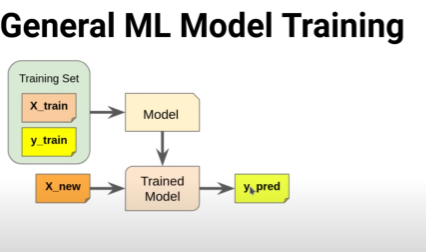 General ML Model Training
Training Set
X_train
y_train
Model
X_new
Trained
Model
y_pred